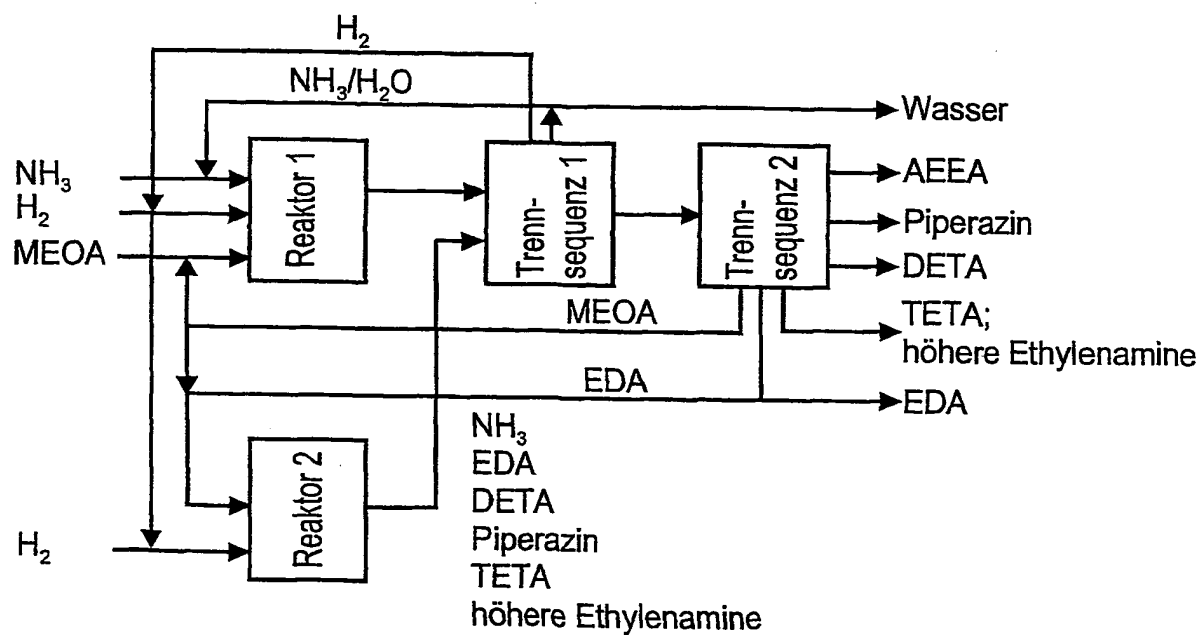 H₂
NH₃/H₂O
Wasser
NH₃
H₂
MEOA
Reaktor 1
Trenn-
sequenz 1
Trenn-
sequenz 2
AEEA
Piperazin
DETA
MEOA
TETA;
höhere Ethylenamine
EDA
EDA
Reaktor 2
H₂
NH₃
EDA
DETA
Piperazin
TETA
höhere Ethylenamine